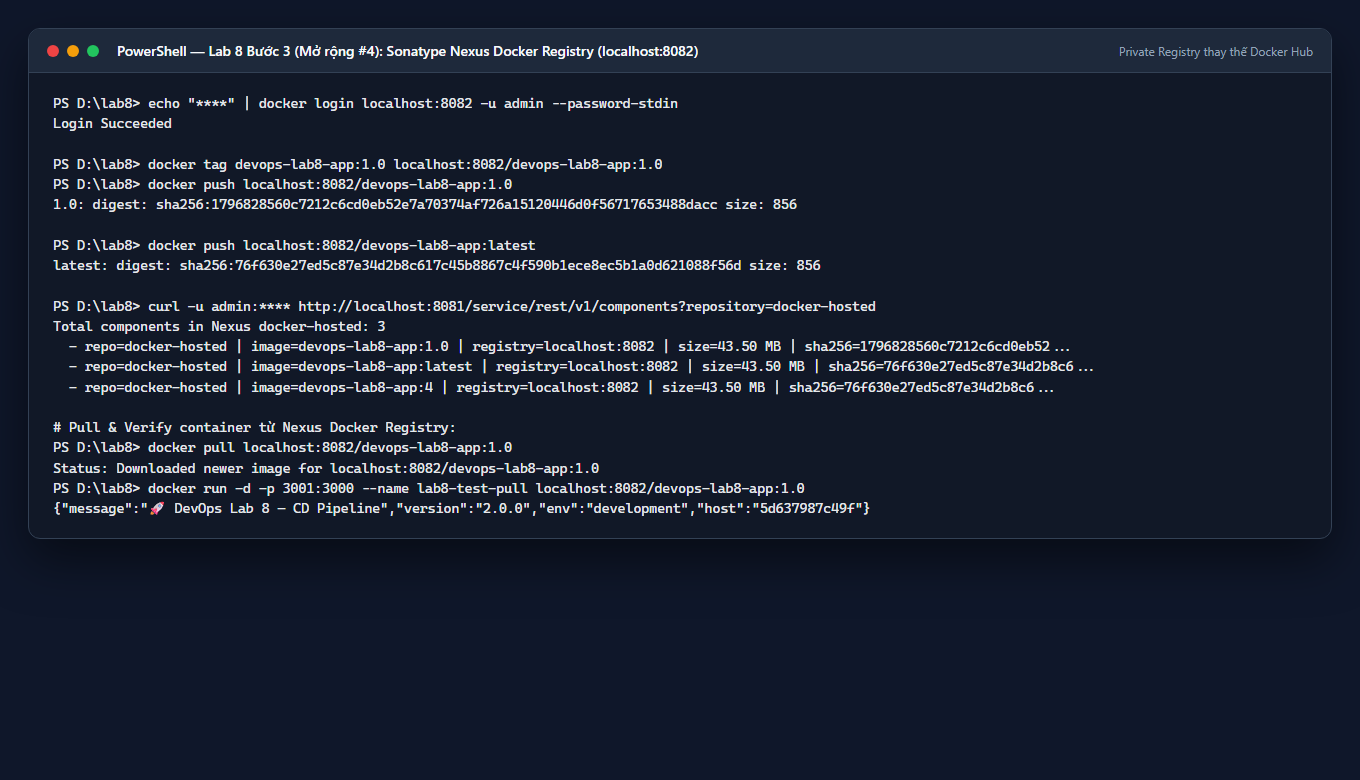 PowerShell — Lab 8 Bước 3 (Mở rộng #4): Sonatype Nexus Docker Registry (localhost:8082)
Private Registry thay thế Docker Hub
PS D:\lab8> echo "****" | docker login localhost:8082 -u admin --password-stdin
Login Succeeded
PS D:\lab8> docker tag devops-lab8-app:1.0 localhost:8082/devops-lab8-app:1.0
PS D:\lab8> docker push localhost:8082/devops-lab8-app:1.0
1.0: digest: sha256:1796828560c7212c6cd0eb52e7a70374af726a15120446d0f56717653488dacc size: 856
PS D:\lab8> docker push localhost:8082/devops-lab8-app:latest
latest: digest: sha256:76f630e27ed5c87e34d2b8c617c45b8867c4f590b1ece8ec5b1a0d621088f56d size: 856
PS D:\lab8> curl -u admin:**** http://localhost:8081/service/rest/v1/components?repository=docker-hosted
Total components in Nexus docker-hosted: 3
- repo=docker-hosted | image=devops-lab8-app:1.0 | registry=localhost:8082 | size=43.50 MB | sha256=1796828560c7212c6cd0eb52...
- repo=docker-hosted | image=devops-lab8-app:latest | registry=localhost:8082 | size=43.50 MB | sha256=76f630e27ed5c87e34d2b8c6...
- repo=docker-hosted | image=devops-lab8-app:4 | registry=localhost:8082 | size=43.50 MB | sha256=76f630e27ed5c87e34d2b8c6...
# Pull & Verify container từ Nexus Docker Registry:
PS D:\lab8> docker pull localhost:8082/devops-lab8-app:1.0
Status: Downloaded newer image for localhost:8082/devops-lab8-app:1.0
PS D:\lab8> docker run -d -p 3001:3000 --name lab8-test-pull localhost:8082/devops-lab8-app:1.0
{"message":"🚀 DevOps Lab 8 — CD Pipeline","version":"2.0.0","env":"development","host":"5d637987c49f"}